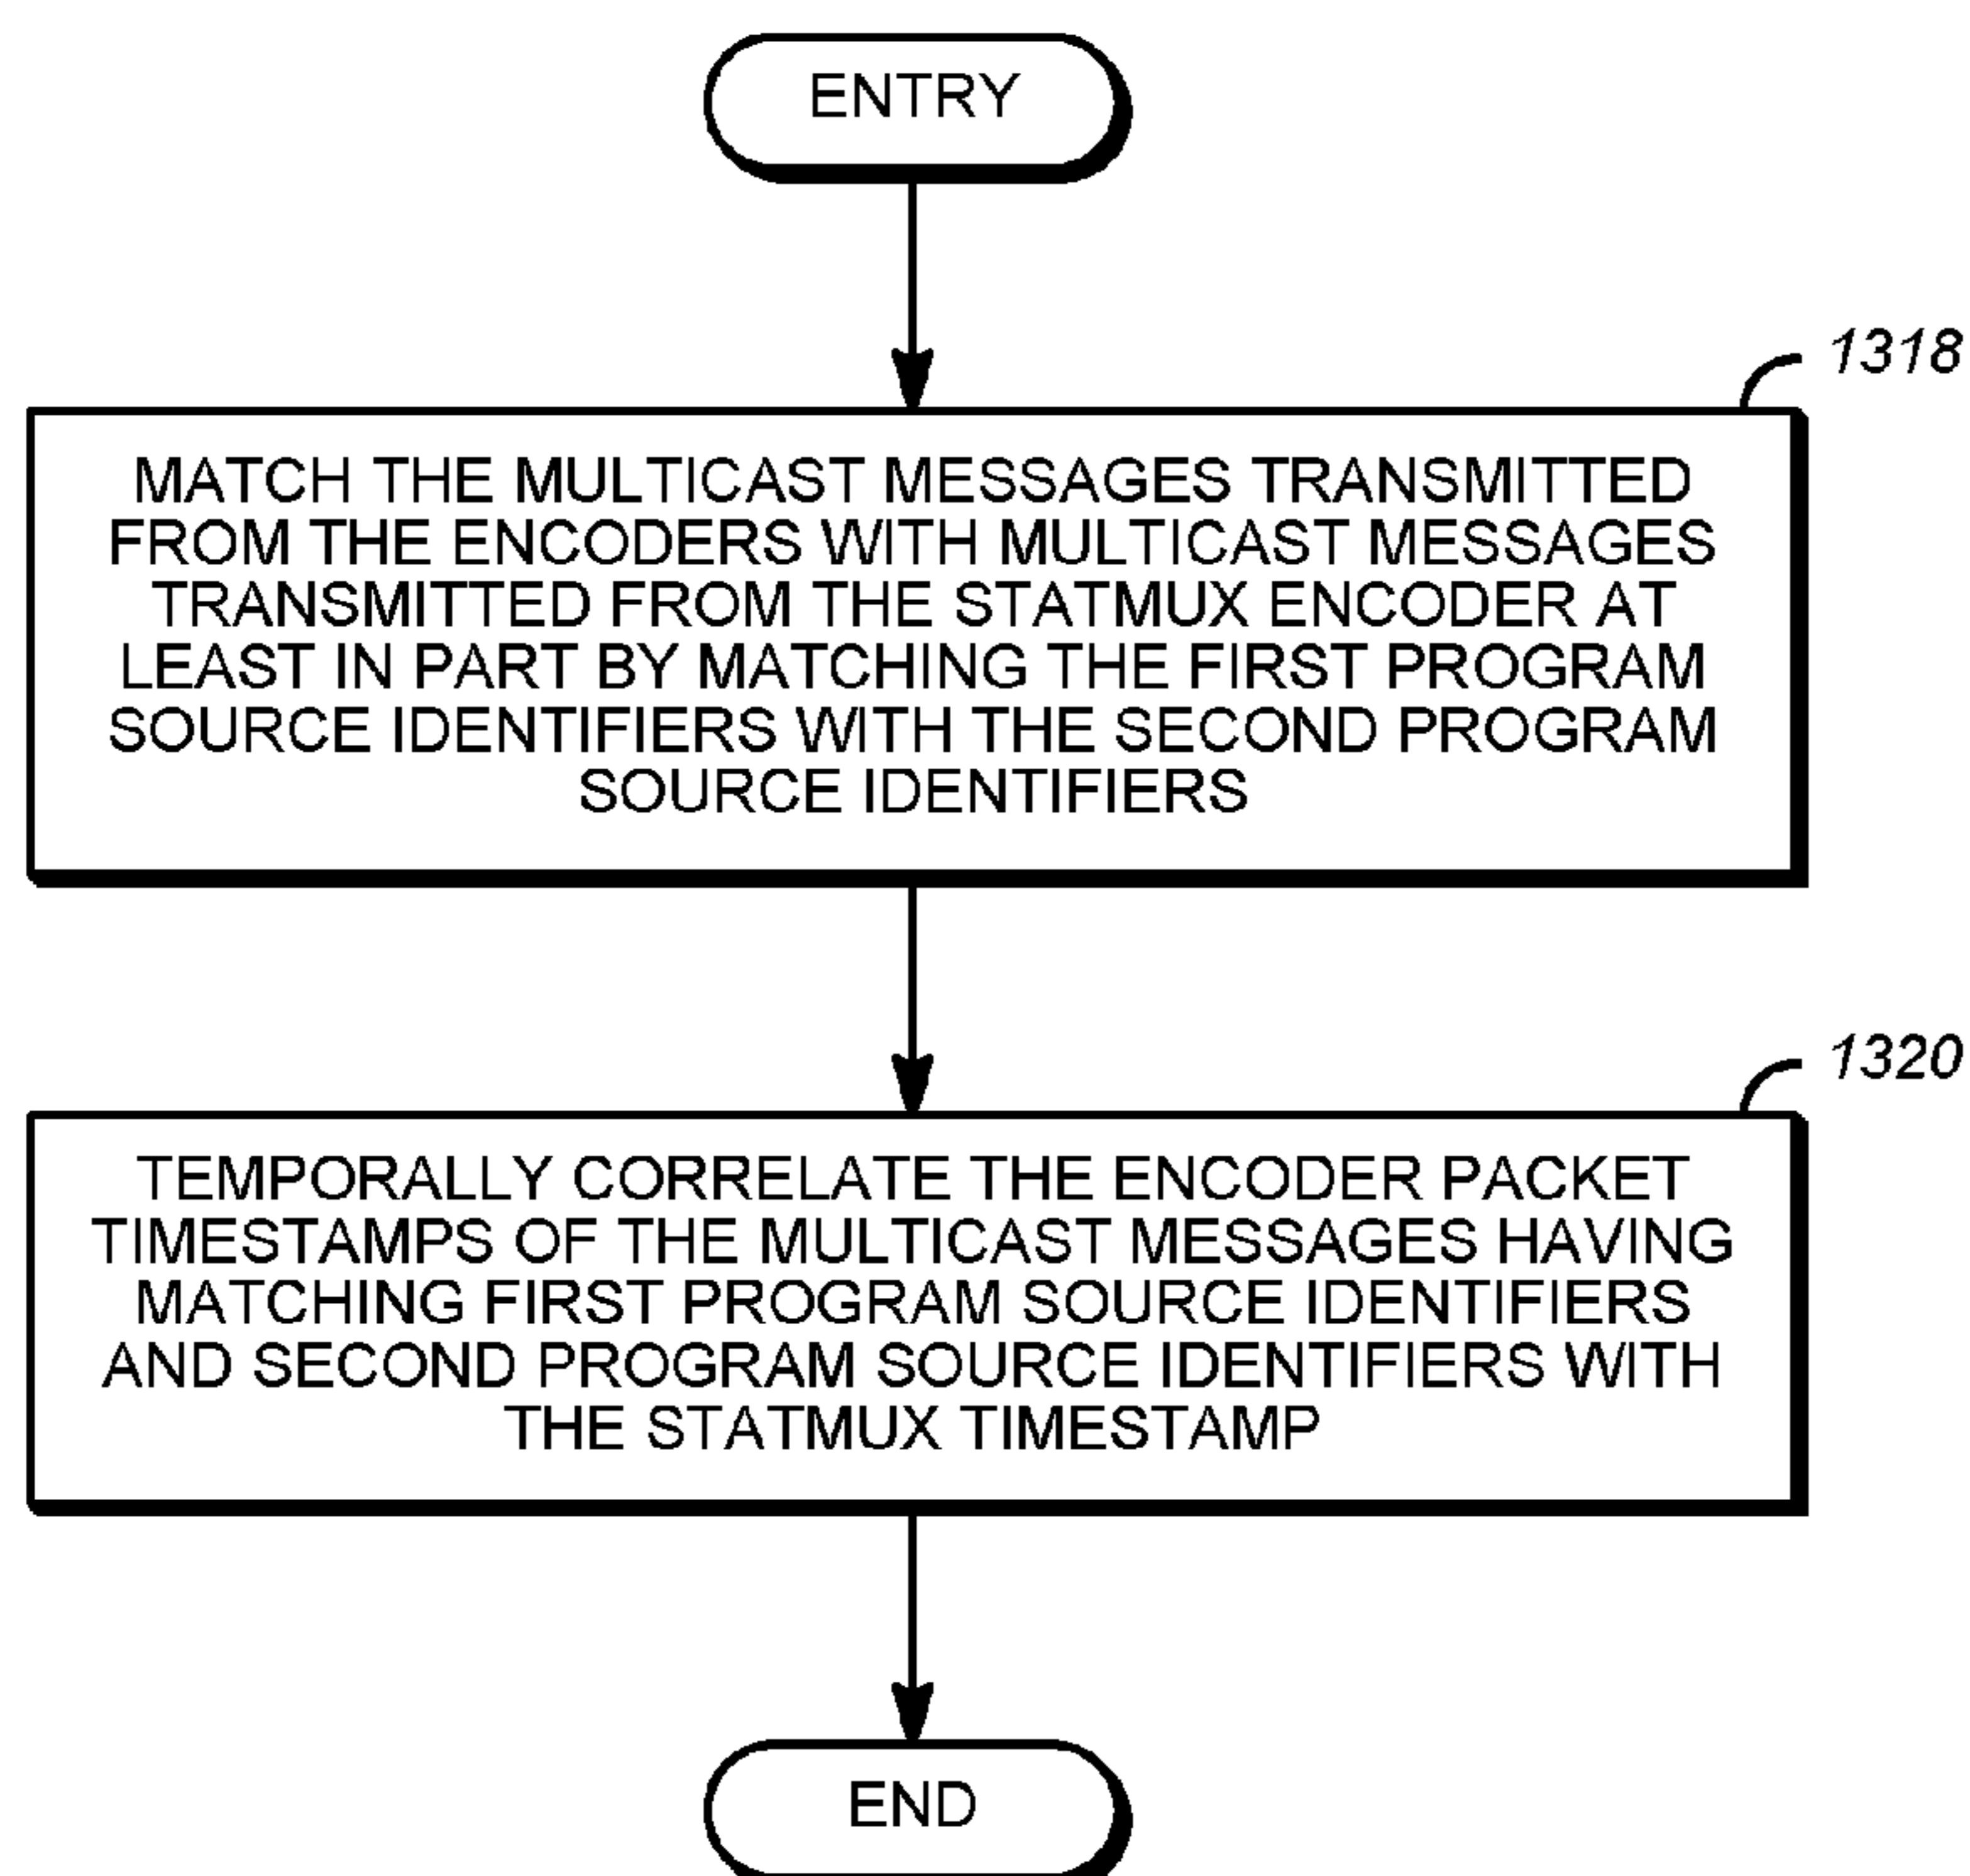 ENTRY
1318
MATCH THE MULTICAST MESSAGES TRANSMITTED
FROM THE ENCODERS WITH MULTICAST MESSAGES
TRANSMITTED FROM THE STATMUX ENCODER AT
LEAST IN PART BY MATCHING THE FIRST PROGRAM
SOURCE IDENTIFIERS WITH THE SECOND PROGRAM
SOURCE IDENTIFIERS
1320
TEMPORALLY CORRELATE THE ENCODER PACKET
TIMESTAMPS OF THE MULTICAST MESSAGES HAVING
MATCHING FIRST PROGRAM SOURCE IDENTIFIERS
AND SECOND PROGRAM SOURCE IDENTIFIERS WITH
THE STATMUX TIMESTAMP
END